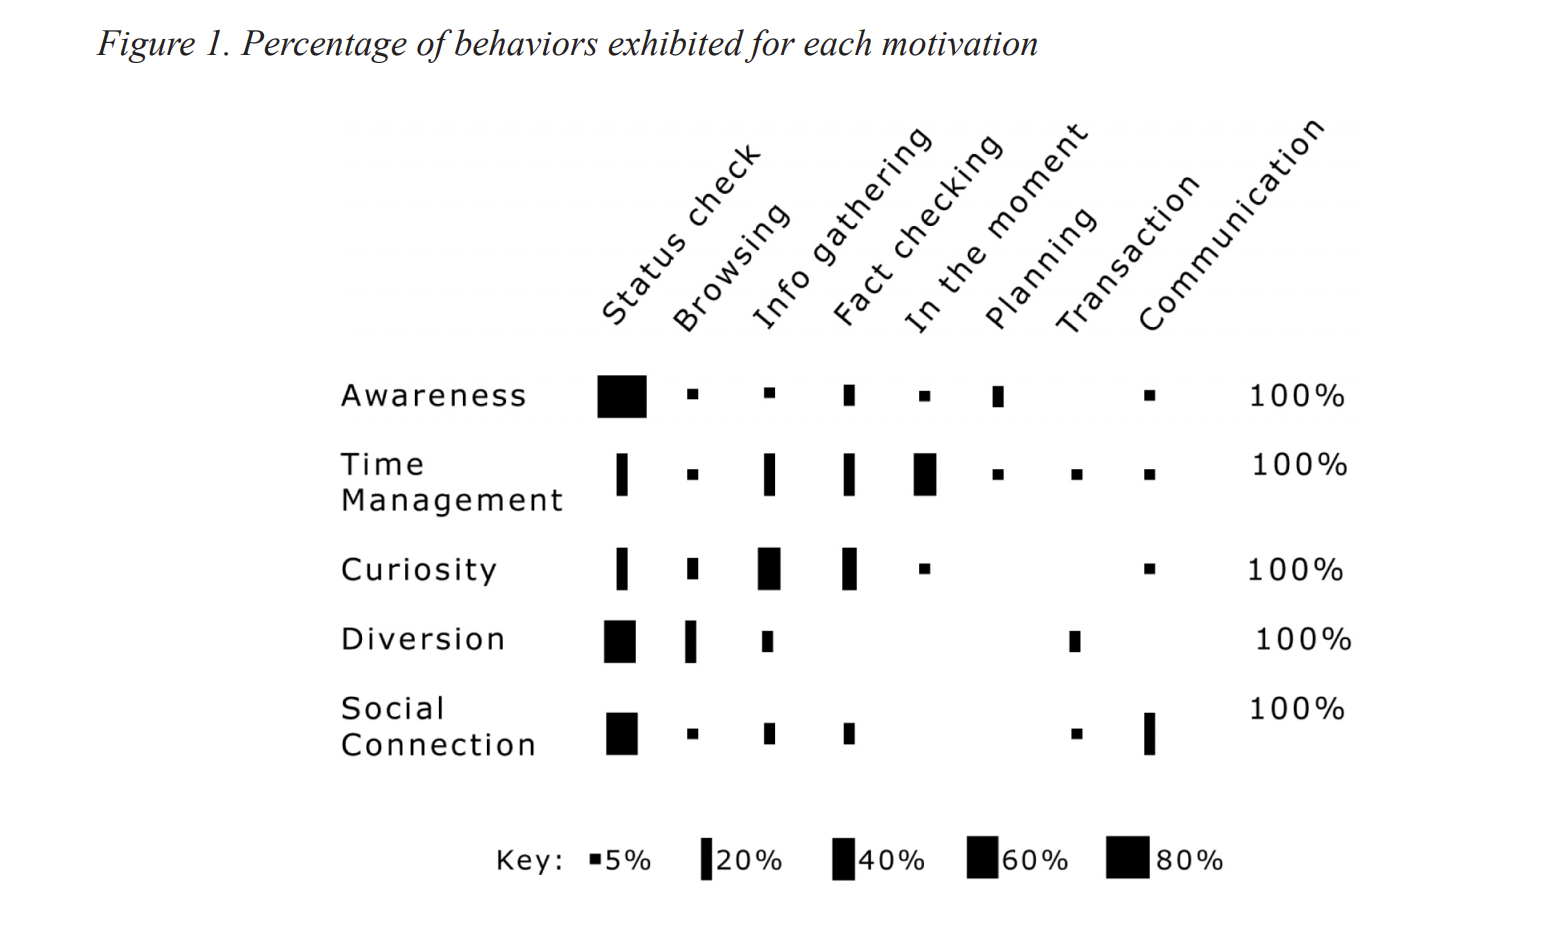 Figure 1. Percentage of behaviors exhibited for each motivation
Status check
Browsing
Info gathering
Fact checking
In the moment
Planning
Transaction
Communication
Awareness 100%
Time 100%
Management
Curiosity 100%
Diversion 100%
Social 100%
Connection
Key: 5% 20% 40% 60% 80%